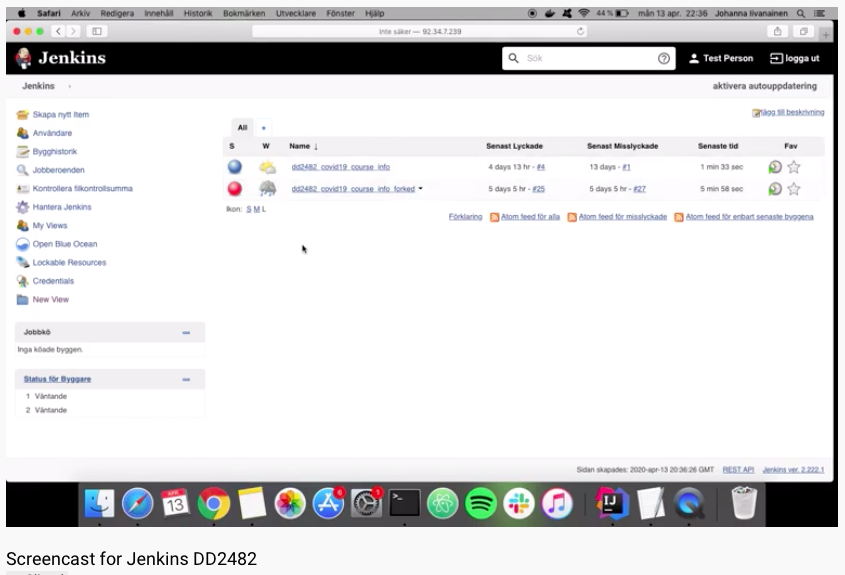 Safari Arkiv Redigera Innehåll Historik Bokmärken Utvecklare Fönster Hjälp 44 % mån 13 apr. 22:36 Johanna Iivanainen
Inte säker — 92.34.7.239
Jenkins Sök Test Person logga ut
Jenkins aktivera autouppdatering
Skapa nytt Item
Användare
Bygghistorik
Jobberoenden
Kontrollera filkontrollsumma
Hantera Jenkins
My Views
Open Blue Ocean
Lockable Resources
Credentials
New View
Jobbkö
Inga köade byggen.
Status för Byggare
1 Väntande
2 Väntande
lägg till beskrivning
All +
S W Name ↓ Senast Lyckade Senast Misslyckade Senaste tid Fav
dd2482_covid19_course_info 4 days 13 hr - #4 13 days - #1 1 min 33 sec
dd2482_covid19_course_info_forked 5 days 5 hr - #25 5 days 5 hr - #27 5 min 58 sec
Ikon: S M L
Förklaring Atom feed för alla Atom feed för misslyckade Atom feed för enbart senaste byggena
Sidan skapades: 2020-apr-13 20:36:26 GMT REST API Jenkins ver. 2.222.1
APR
13
6
1
Screencast for Jenkins DD2482